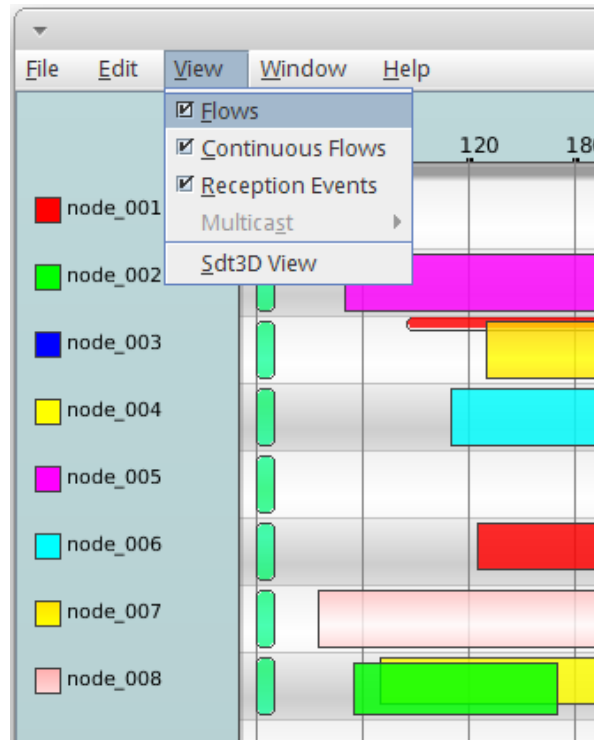 File Edit View Window Help
Flows
Continuous Flows
Reception Events
Multicast
Sdt3D View
120 180
node_001
node_002
node_003
node_004
node_005
node_006
node_007
node_008